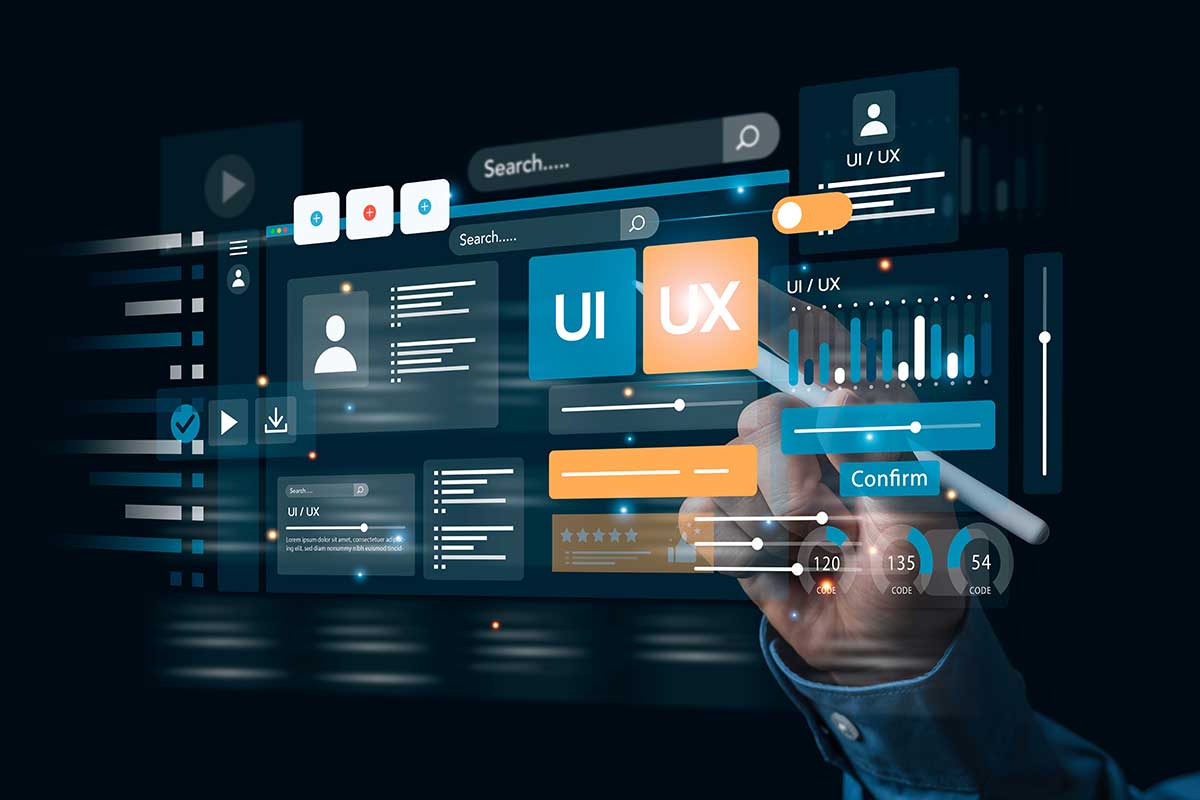 Search.....
UI / UX
Search.....
UI
UX
UI / UX
Confirm
Search....
UI / UX
Lorem ipsum dolor sit amet, consectetuer ad
ing elit, sed diam nonummy nibh euismod tincid-
120
CODE
135
CODE
54
CODE